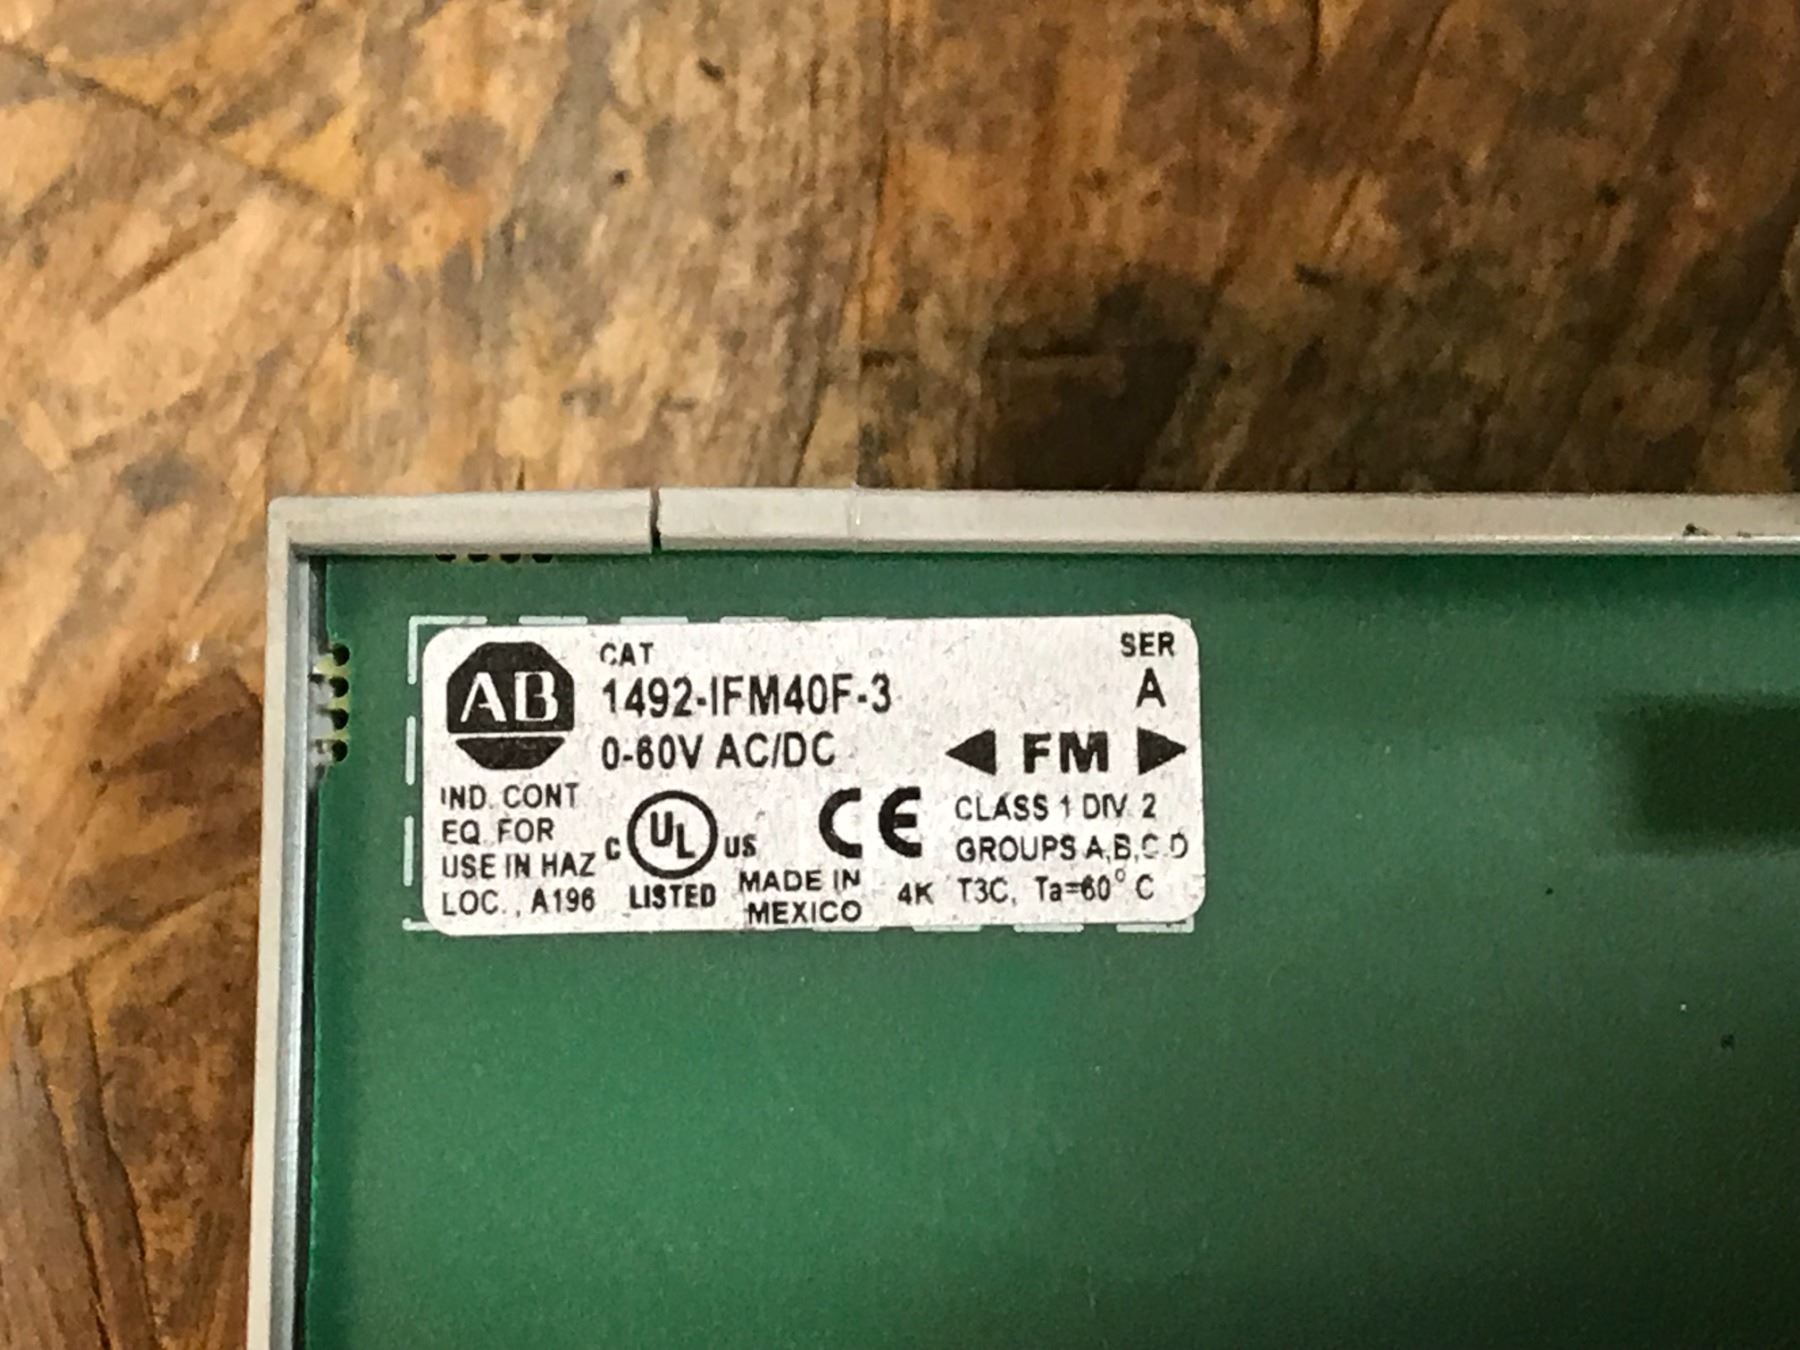 AB
CAT
SER
1492-IFM40F-3
A
0-60V AC/DC
FM
IND. CONT
EQ. FOR
USE IN HAZ
LOC., A196
C UL US
LISTED
MADE IN
MEXICO
CE
CLASS 1 DIV. 2
GROUPS A,B,C,D
4K T3C, Ta=60° C